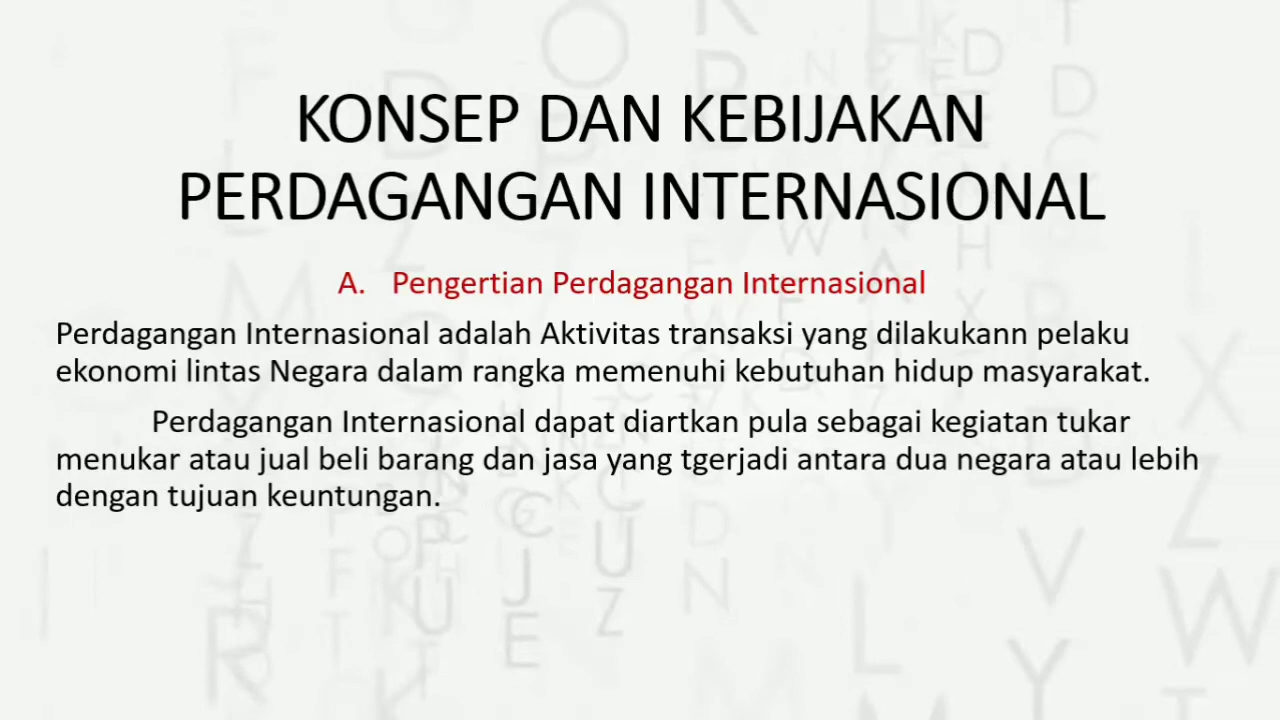 KONSEP DAN KEBIJAKAN
PERDAGANGAN INTERNASIONAL
A. Pengertian Perdagangan Internasional
Perdagangan Internasional adalah Aktivitas transaksi yang dilakukann pelaku
ekonomi lintas Negara dalam rangka memenuhi kebutuhan hidup masyarakat.
Perdagangan Internasional dapat diartkan pula sebagai kegiatan tukar
menukar atau jual beli barang dan jasa yang tgerjadi antara dua negara atau lebih
dengan tujuan keuntungan.